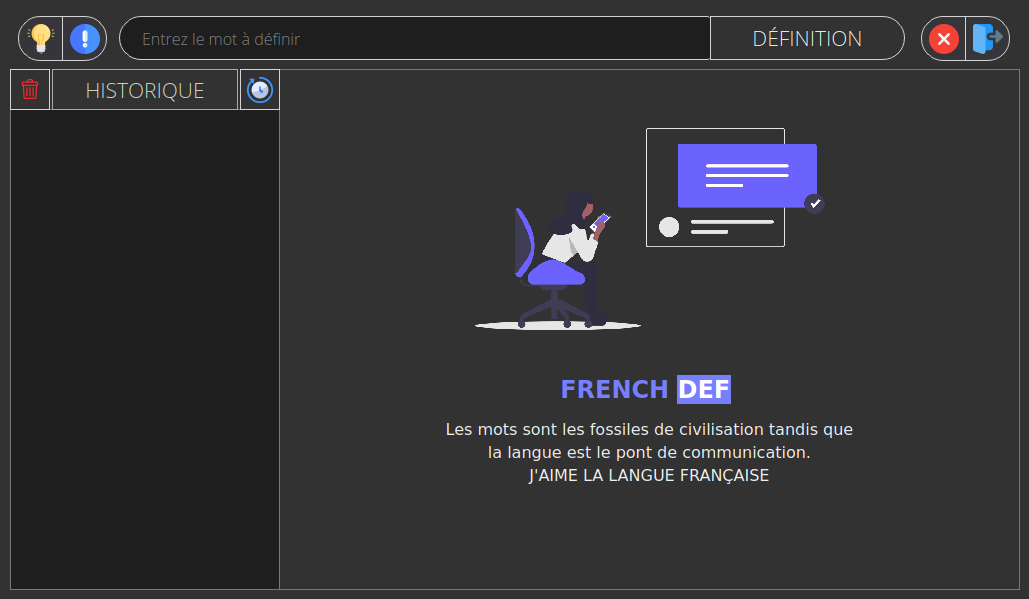 Entrez le mot à définir
DÉFINITION
HISTORIQUE
FRENCH DEF
Les mots sont les fossiles de civilisation tandis que
la langue est le pont de communication.
J'AIME LA LANGUE FRANÇAISE